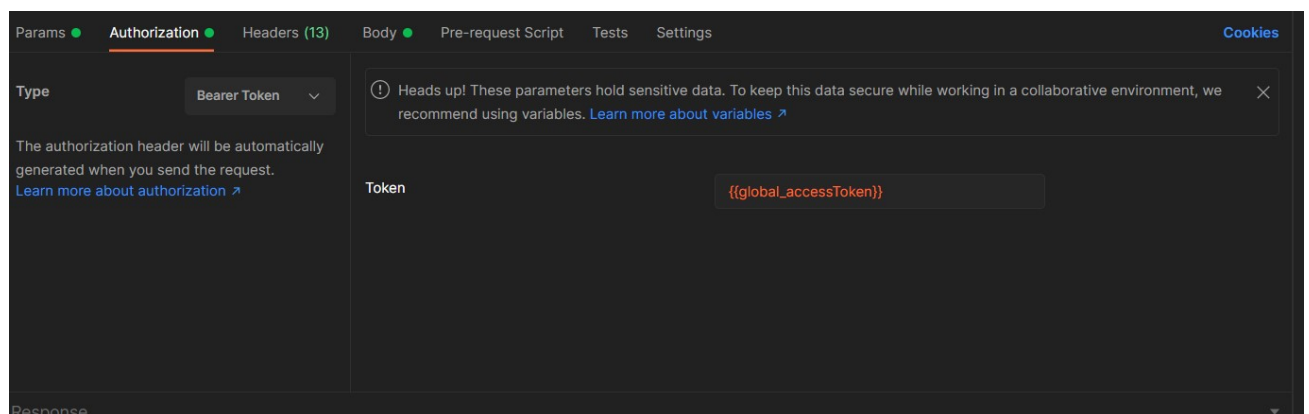 Params Authorization Headers (13) Body Pre-request Script Tests Settings Cookies
Type Bearer Token
The authorization header will be automatically
generated when you send the request.
Learn more about authorization ↗
Heads up! These parameters hold sensitive data. To keep this data secure while working in a collaborative environment, we
recommend using variables. Learn more about variables ↗
Token {{global_accessToken}}
Response